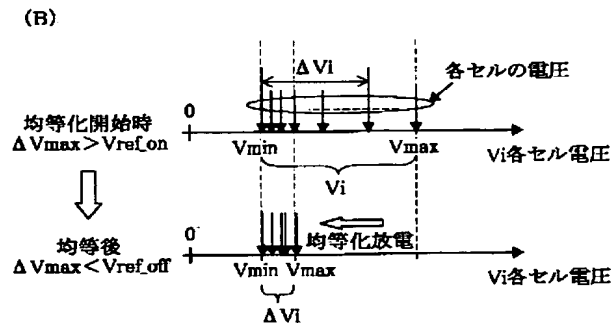 (B)
ΔVi
各セルの電圧
0
均等化開始時
ΔVmax>Vref_on
Vmin
Vmax
Vi各セル電圧
Vi
0
均等化放電
均等後
ΔVmax<Vref_off
Vmin
Vmax
Vi各セル電圧
ΔVi